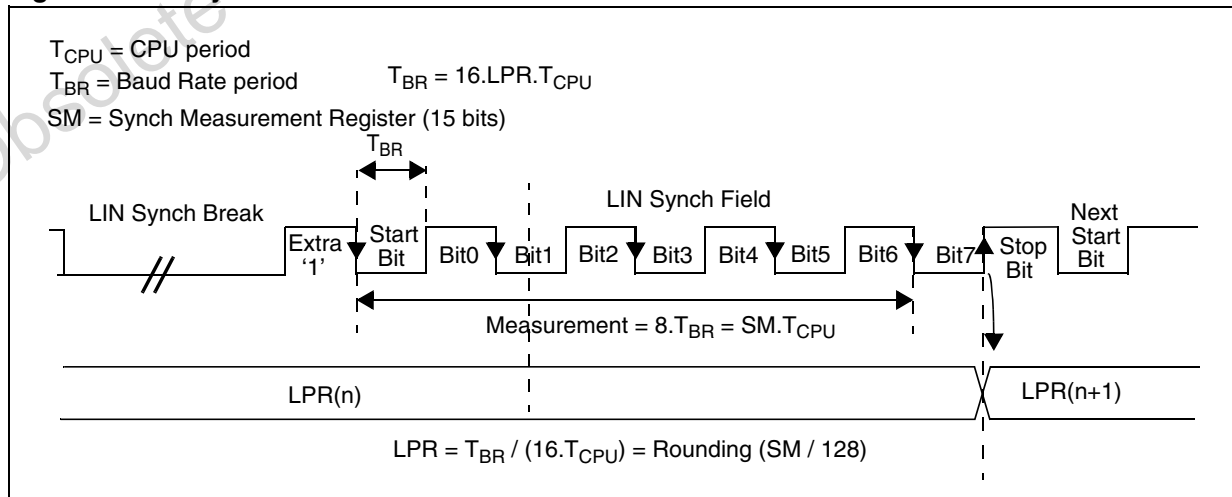 T_CPU = CPU period
T_BR = Baud Rate period
T_BR = 16.LPR.T_CPU
SM = Synch Measurement Register (15 bits)
T_BR
LIN Synch Break
LIN Synch Field
Next
Start
Bit
Extra
'1'
Start
Bit
Bit0
Bit1
Bit2
Bit3
Bit4
Bit5
Bit6
Bit7
Stop
Bit
Measurement = 8.T_BR = SM.T_CPU
LPR(n)
LPR(n+1)
LPR = T_BR / (16.T_CPU) = Rounding (SM / 128)